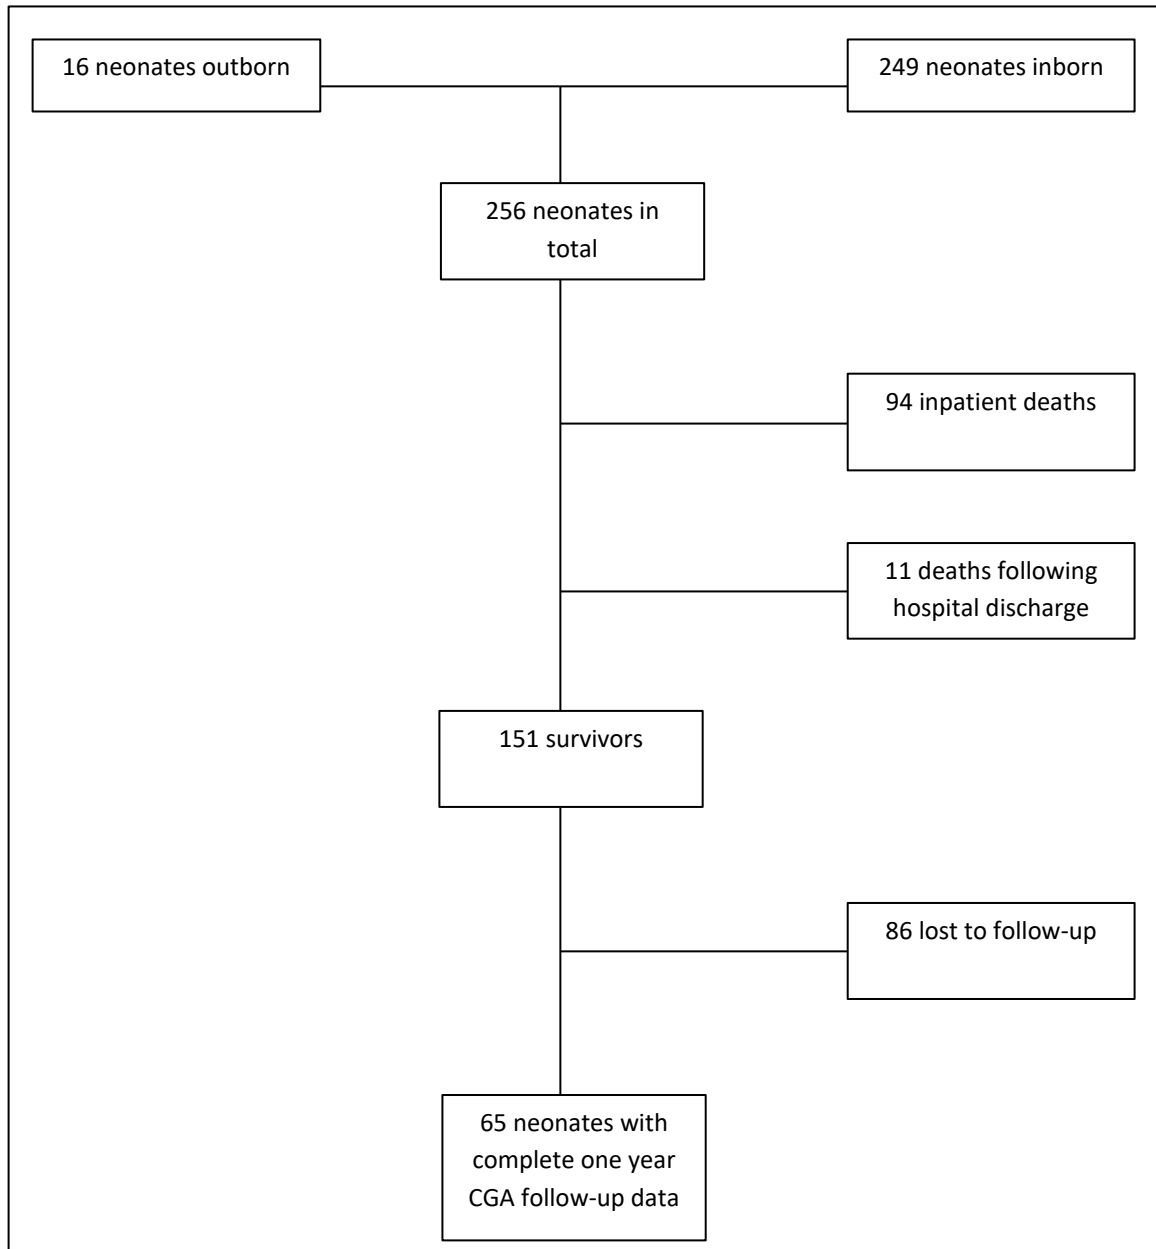 16 neonates outborn
249 neonates inborn
256 neonates in
total
94 inpatient deaths
11 deaths following
hospital discharge
151 survivors
86 lost to follow-up
65 neonates with
complete one year
CGA follow-up data